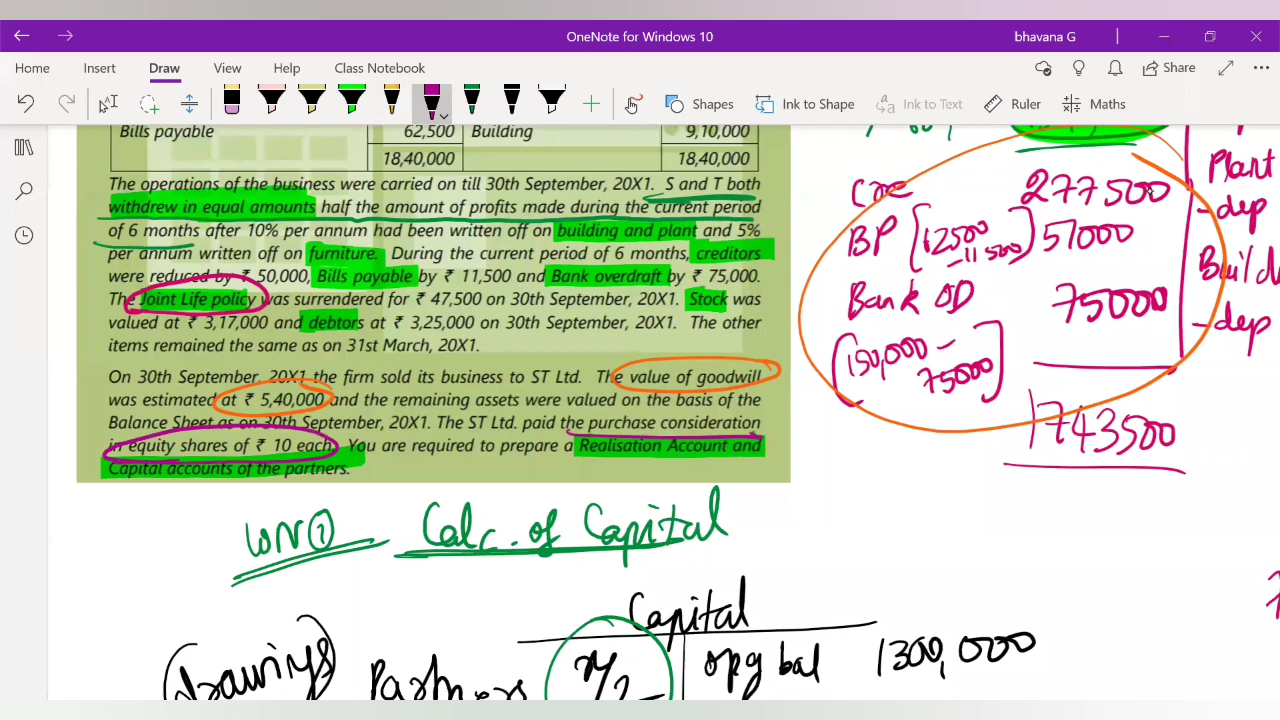 OneNote for Windows 10
bhavana G
Home Insert Draw View Help Class Notebook
Share
Shapes Ink to Shape Ink to Text Ruler Maths
Bills payable 62,500 Building 9,10,000
18,40,000 18,40,000
The operations of the business were carried on till 30th September, 20X1. S and T both
withdrew in equal amounts half the amount of profits made during the current period
of 6 months after 10% per annum had been written off on building and plant and 5%
per annum written off on furniture. During the current period of 6 months, creditors
were reduced by ₹ 50,000, Bills payable by ₹ 11,500 and Bank overdraft by ₹ 75,000.
The Joint Life policy was surrendered for ₹ 47,500 on 30th September, 20X1. Stock was
valued at ₹ 3,17,000 and debtors at ₹ 3,25,000 on 30th September, 20X1. The other
items remained the same as on 31st March, 20X1.
On 30th September, 20X1 the firm sold its business to ST Ltd. The value of goodwill
was estimated at ₹ 5,40,000 and the remaining assets were valued on the basis of the
Balance Sheet as on 30th September, 20X1. The ST Ltd. paid the purchase consideration
in equity shares of ₹ 10 each. You are required to prepare a Realisation Account and
Capital accounts of the partners.
277500
BP [12500 -11500] 51000
Bank OD 75000
[150,000 - 75000]
1743500
Plant
- dep
Build
- dep
WN ① Calc. of Capital
Capital
(Drawings) Partners x/2 opg bal 1300,000